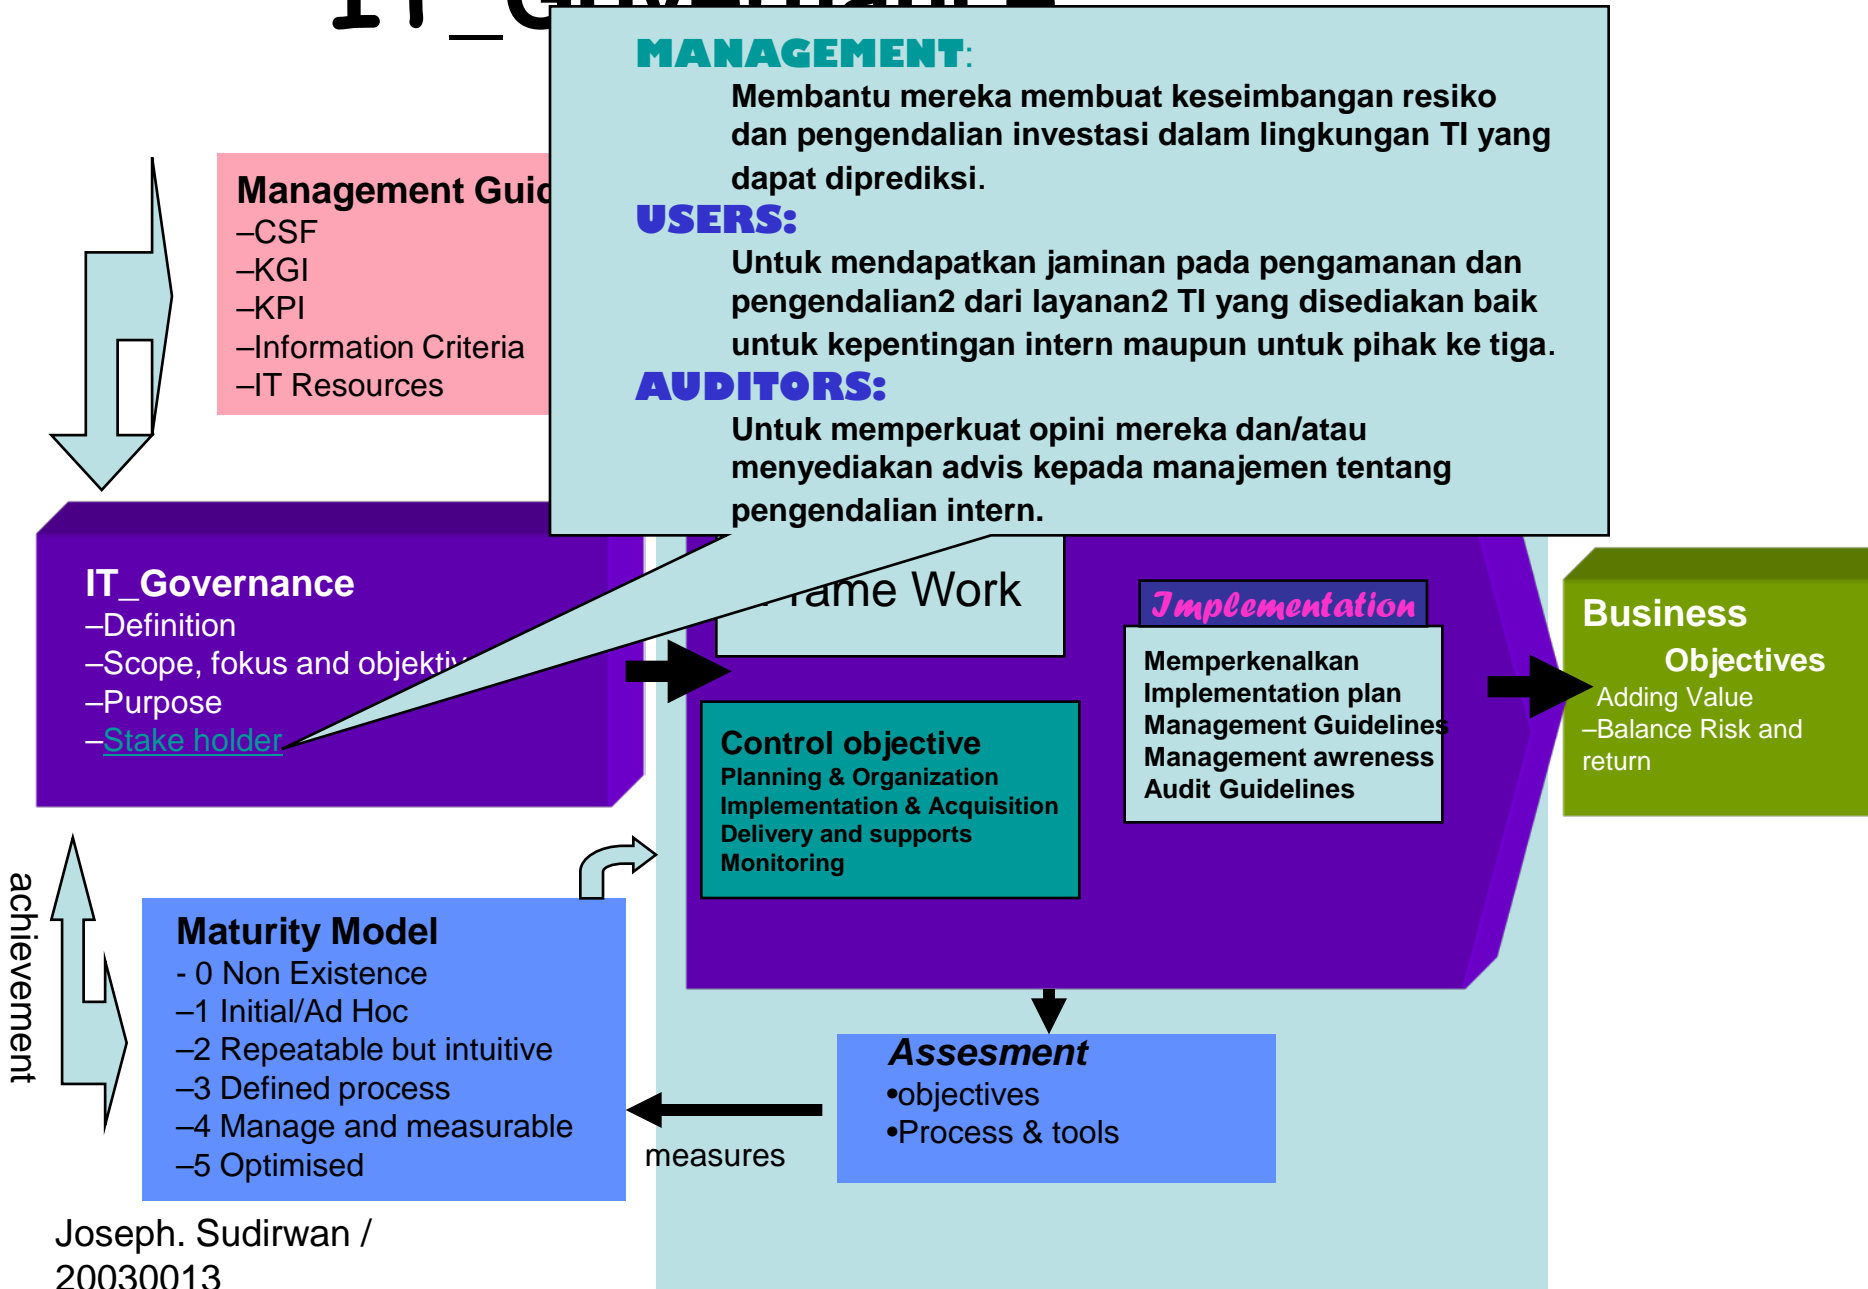 MANAGEMENT:
Membantu mereka membuat keseimbangan resiko
dan pengendalian investasi dalam lingkungan TI yang
dapat diprediksi.
USERS:
Untuk mendapatkan jaminan pada pengamanan dan
pengendalian2 dari layanan2 TI yang disediakan baik
untuk kepentingan intern maupun untuk pihak ke tiga.
AUDITORS:
Untuk memperkuat opini mereka dan/atau
menyediakan advis kepada manajemen tentang
pengendalian intern.
Management
–CSF
–KGI
–KPI
–Information Criteria
–IT Resources
IT_Governance
–Definition
–Scope, fokus and
–Purpose
–Stake holder
Work
Control objective
Planning & Organization
Implementation & Acquisition
Delivery and supports
Monitoring
Implementation
Memperkenalkan
Implementation plan
Management Guidelines
Management awreness
Audit Guidelines
Business
Objectives
Adding Value
–Balance Risk and
return
achievement
Maturity Model
- 0 Non Existence
–1 Initial/Ad Hoc
–2 Repeatable but intuitive
–3 Defined process
–4 Manage and measurable
–5 Optimised
measures
Assesment
•objectives
•Process & tools
Joseph. Sudirwan /
20030013